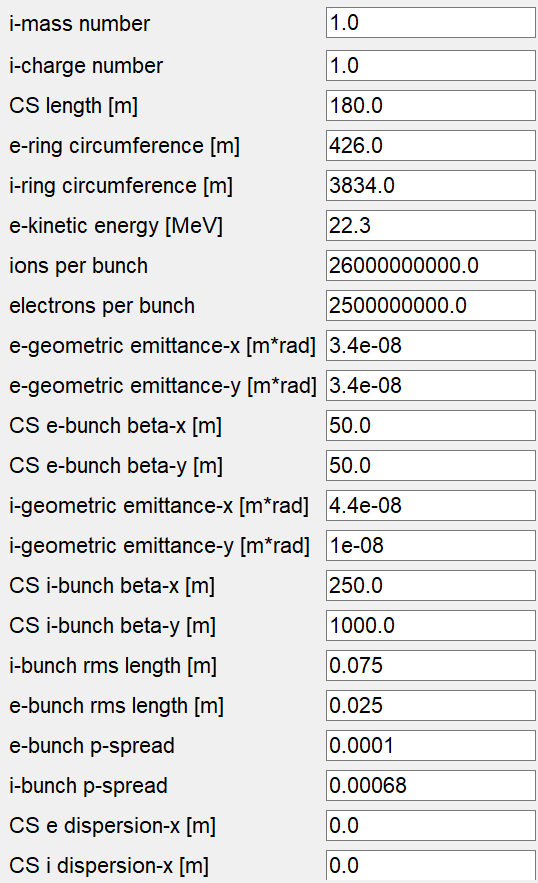 i-mass number 1.0
i-charge number 1.0
CS length [m] 180.0
e-ring circumference [m] 426.0
i-ring circumference [m] 3834.0
e-kinetic energy [MeV] 22.3
ions per bunch 26000000000.0
electrons per bunch 2500000000.0
e-geometric emittance-x [m*rad] 3.4e-08
e-geometric emittance-y [m*rad] 3.4e-08
CS e-bunch beta-x [m] 50.0
CS e-bunch beta-y [m] 50.0
i-geometric emittance-x [m*rad] 4.4e-08
i-geometric emittance-y [m*rad] 1e-08
CS i-bunch beta-x [m] 250.0
CS i-bunch beta-y [m] 1000.0
i-bunch rms length [m] 0.075
e-bunch rms length [m] 0.025
e-bunch p-spread 0.0001
i-bunch p-spread 0.00068
CS e dispersion-x [m] 0.0
CS i dispersion-x [m] 0.0